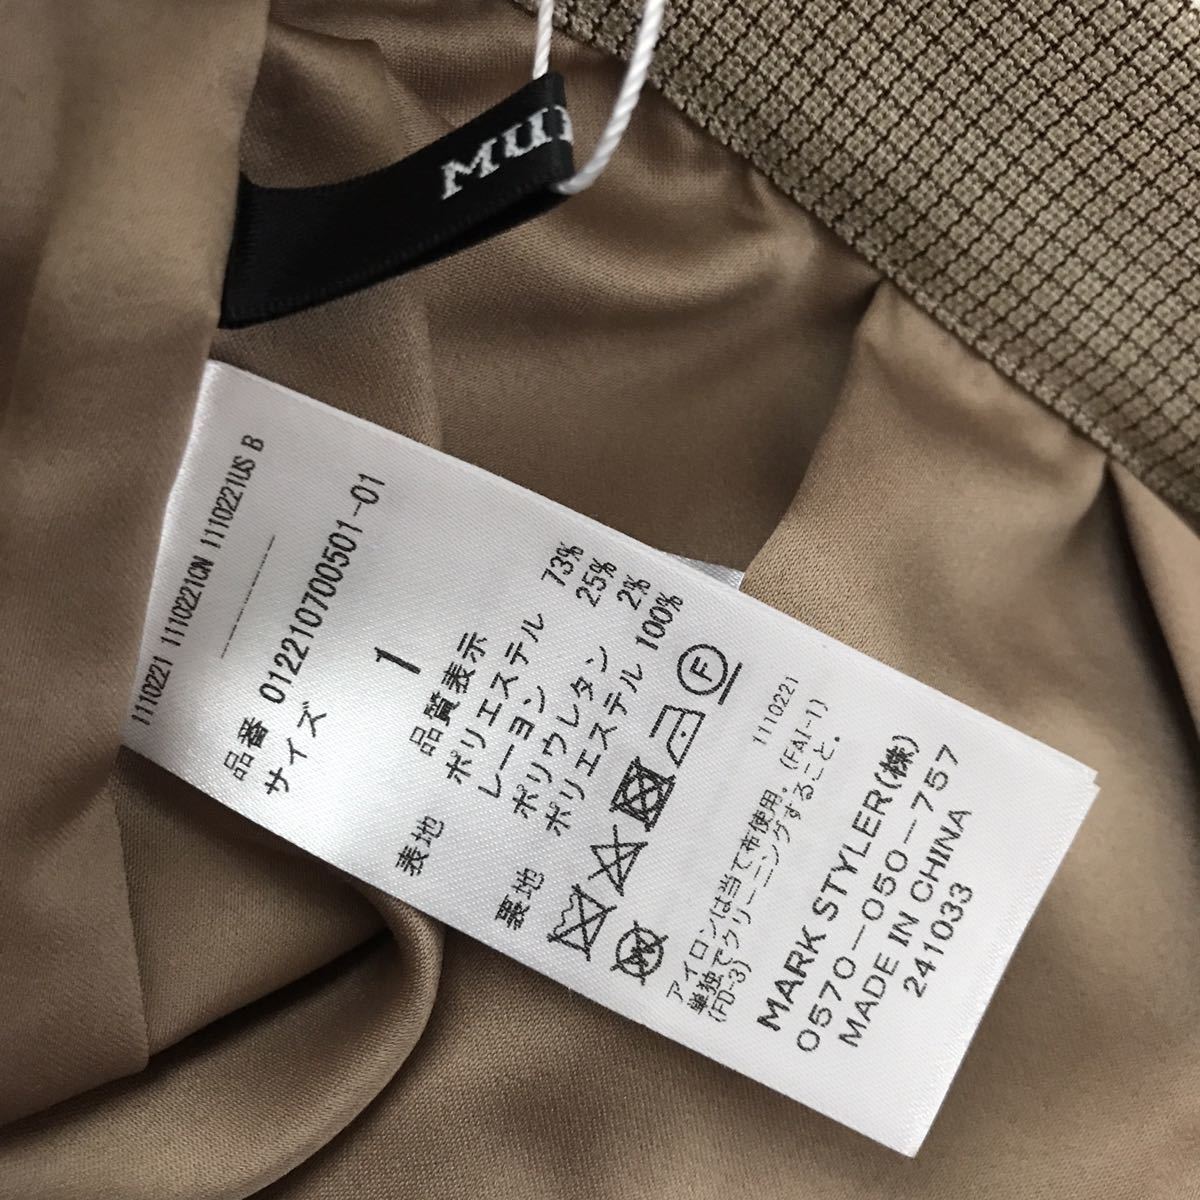 1110221 1110221CN 1110221US B
品番 012210700501-01
サイズ 1
品質表示
表地 ポリエステル 73%
レーヨン 25%
ポリウレタン 2%
裏地 ポリエステル 100%
F
1110221
アイロンは当て布使用。(FAI-1)
単独でクリーニングすること。
(FD-3)
MARK STYLER(株)
0570-050-757
MADE IN CHINA
241033